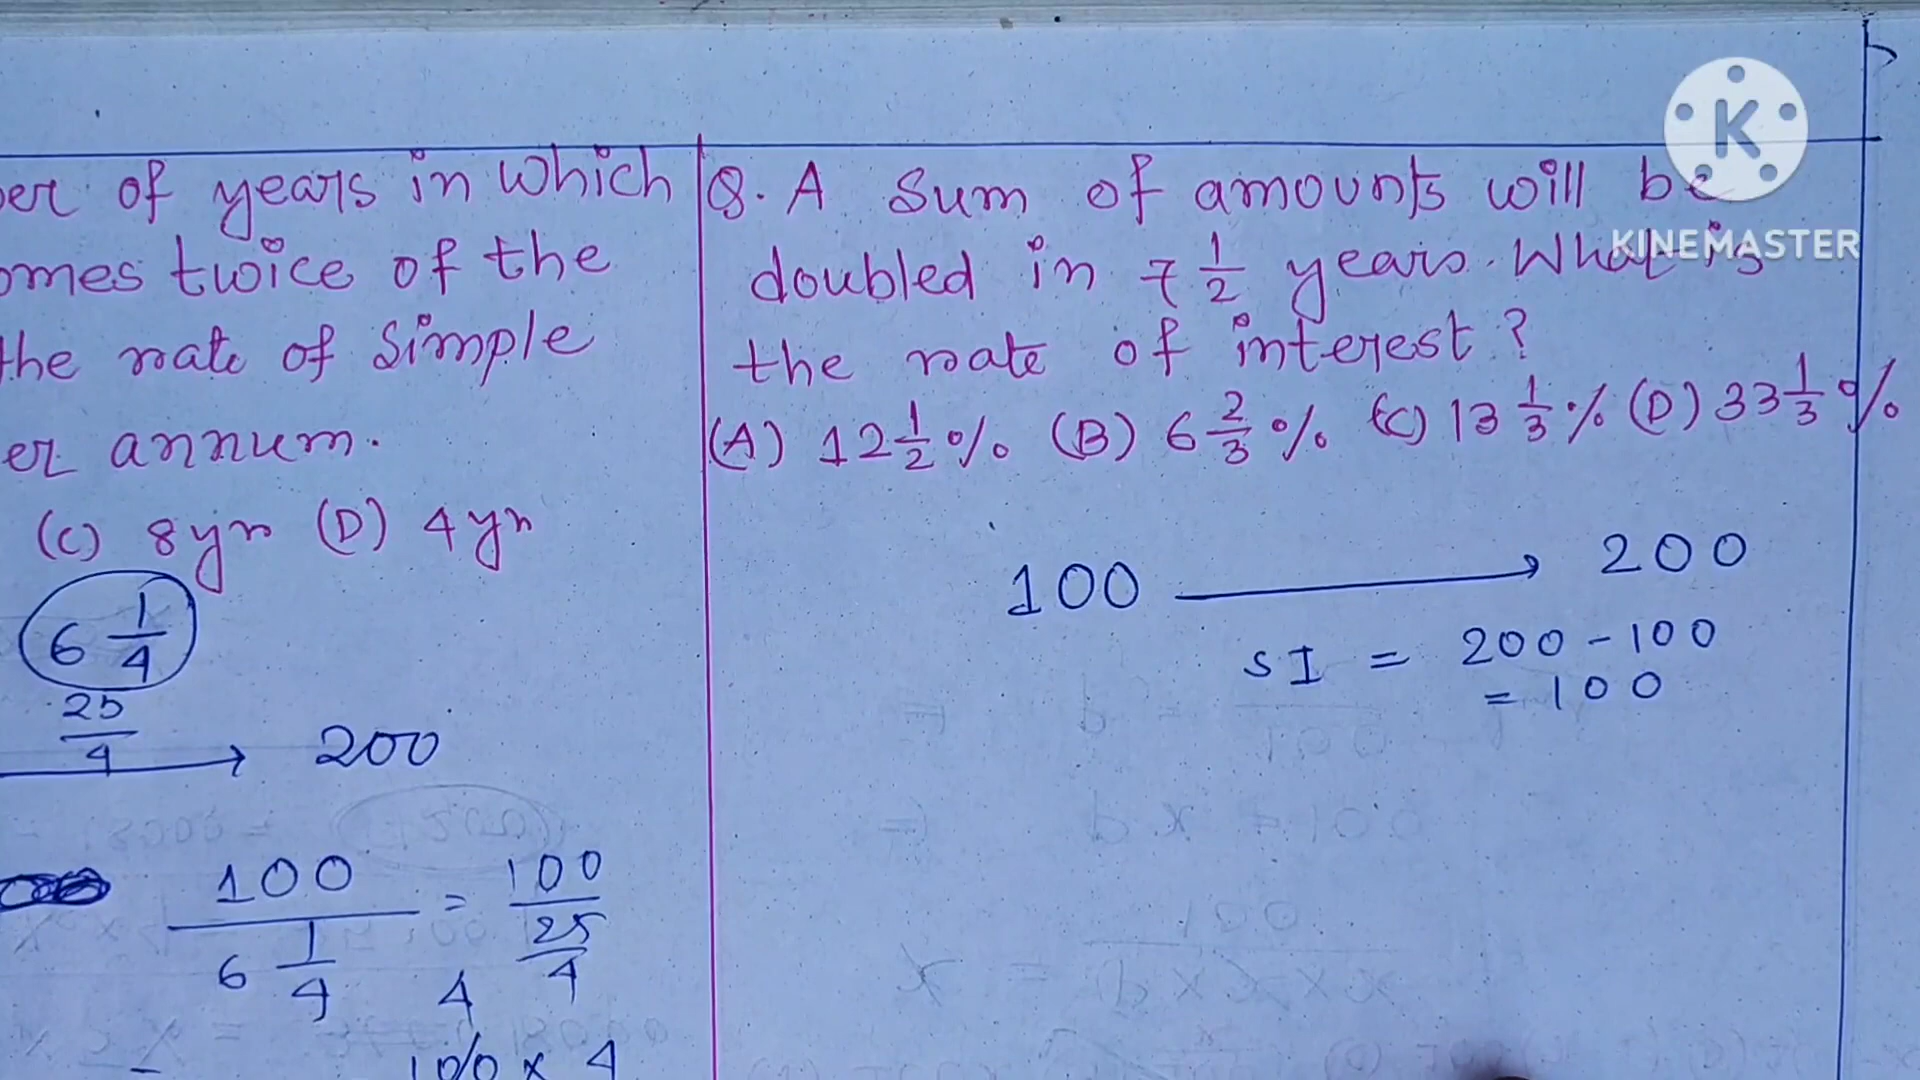 er of years in which
omes twice of the
the rate of simple
er annum.
(C) 8yr (D) 4yr
6 1/4
25/4
200
100 / 6 1/4 = 100 / 25/4
4
100 x 4
Q. A sum of amounts will be
doubled in 7 1/2 years. What is
the rate of interest?
(A) 12 1/2 % (B) 6 2/3 % (C) 13 1/3 % (D) 33 1/3 %
100 → 200
SI = 200 - 100
= 100
K
KINEMASTER